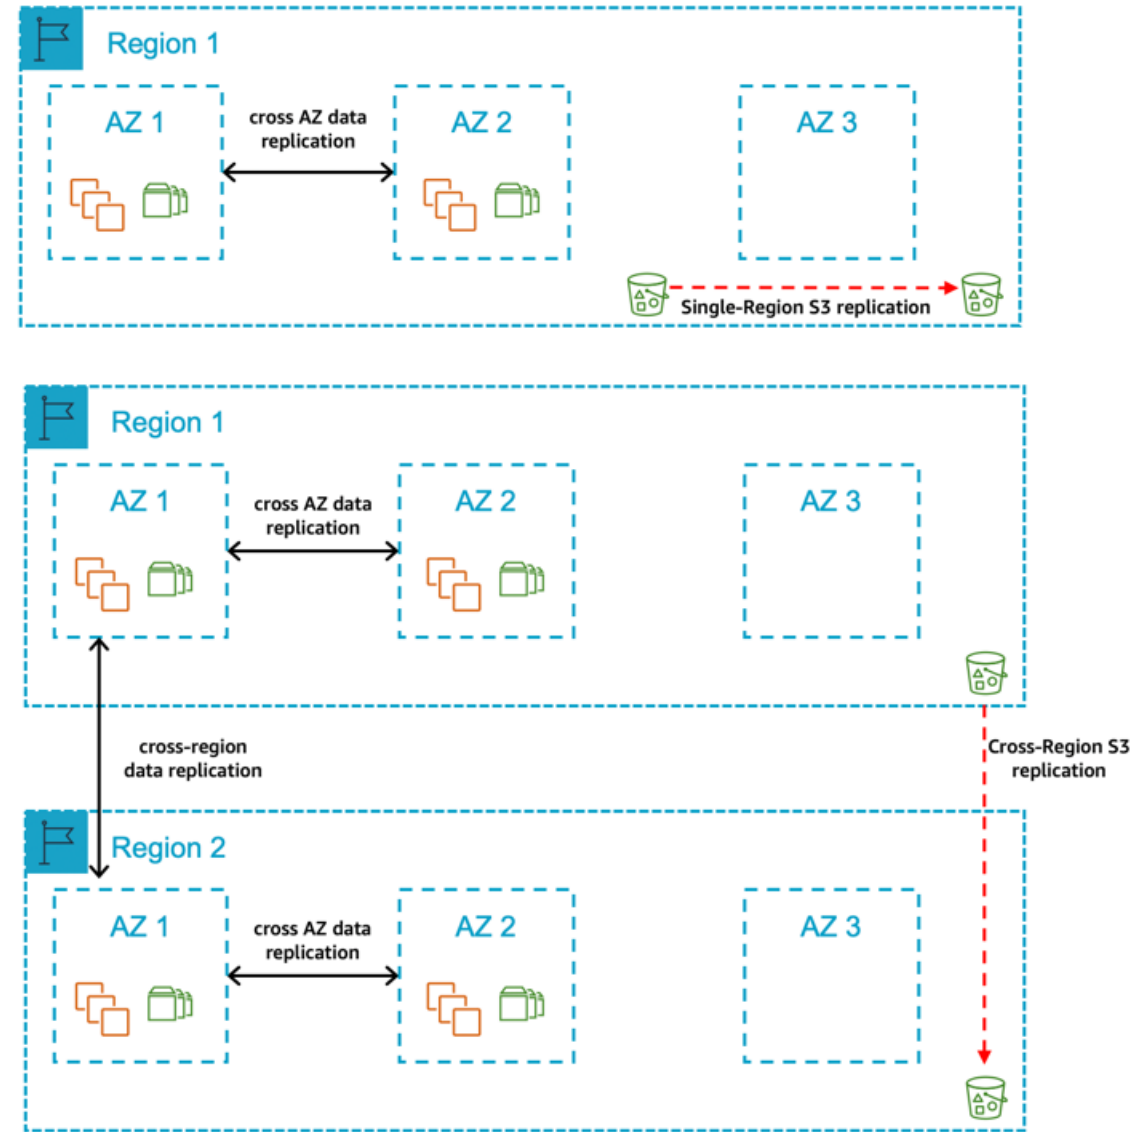 Region 1
AZ 1
cross AZ data
replication
AZ 2
AZ 3
Single-Region S3 replication
Region 1
AZ 1
cross AZ data
replication
AZ 2
AZ 3
cross-region
data replication
Cross-Region S3
replication
Region 2
AZ 1
cross AZ data
replication
AZ 2
AZ 3